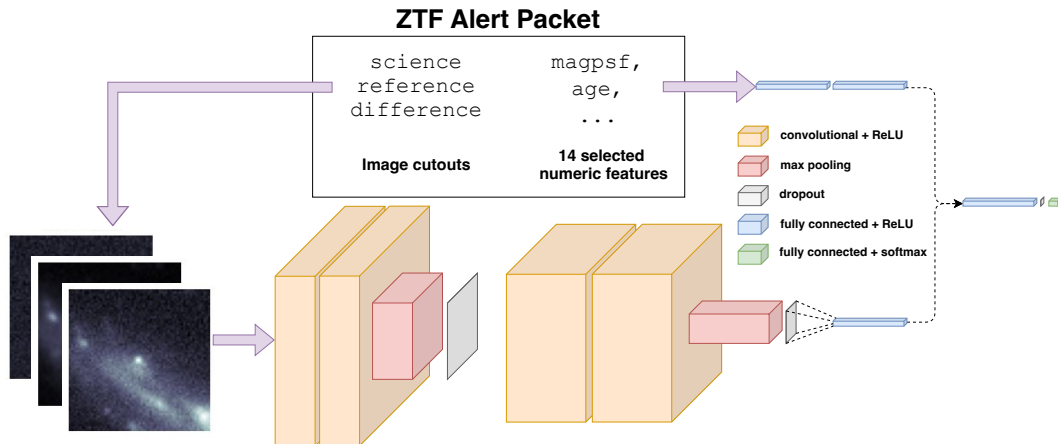 ZTF Alert Packet
science
reference
difference
Image cutouts
magpsf,
age,
...
14 selected
numeric features
convolutional + ReLU
max pooling
dropout
fully connected + ReLU
fully connected + softmax